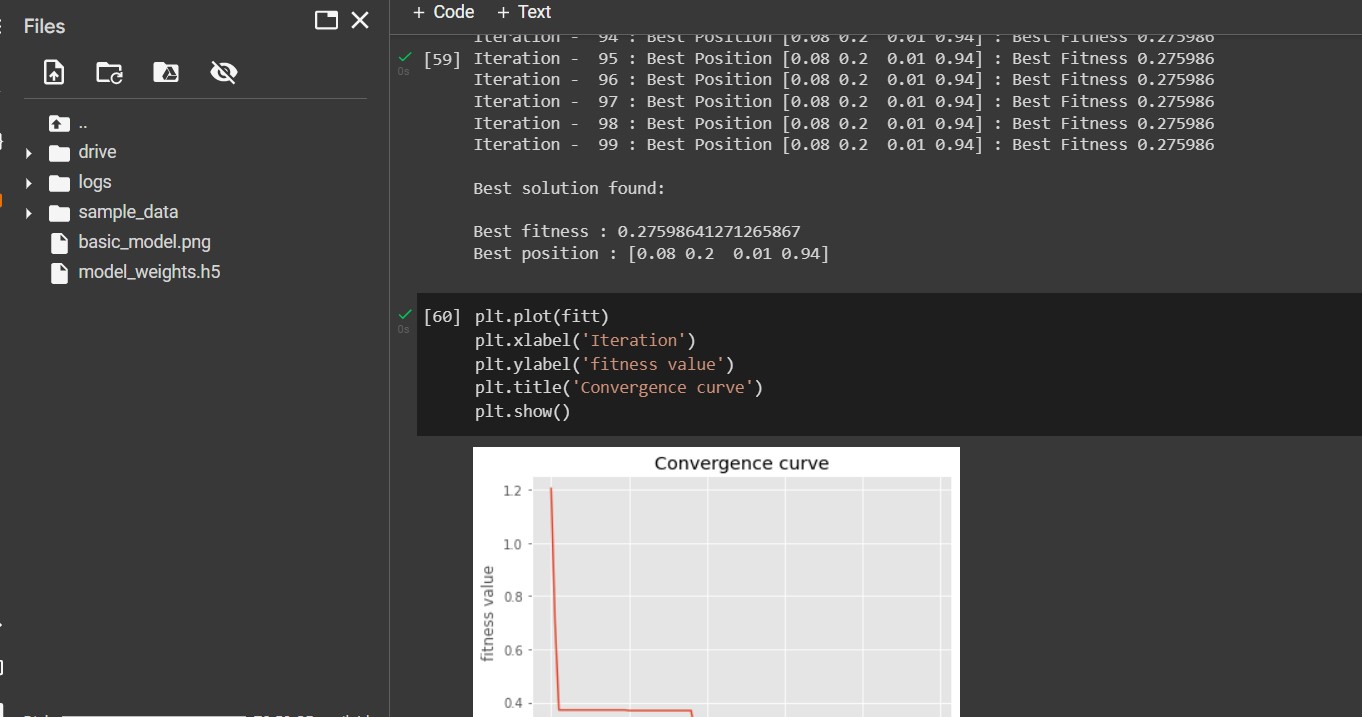 Files
+ Code + Text
..
drive
logs
sample_data
basic_model.png
model_weights.h5
Iteration - 94 : Best Position [0.08 0.2 0.01 0.94] : Best Fitness 0.275986
[59] Iteration - 95 : Best Position [0.08 0.2 0.01 0.94] : Best Fitness 0.275986
0s
Iteration - 96 : Best Position [0.08 0.2 0.01 0.94] : Best Fitness 0.275986
Iteration - 97 : Best Position [0.08 0.2 0.01 0.94] : Best Fitness 0.275986
Iteration - 98 : Best Position [0.08 0.2 0.01 0.94] : Best Fitness 0.275986
Iteration - 99 : Best Position [0.08 0.2 0.01 0.94] : Best Fitness 0.275986
Best solution found:
Best fitness : 0.27598641271265867
Best position : [0.08 0.2 0.01 0.94]
[60] plt.plot(fitt)
0s
plt.xlabel('Iteration')
plt.ylabel('fitness value')
plt.title('Convergence curve')
plt.show()
Convergence curve
1.2
1.0
0.8
0.6
0.4
fitness value